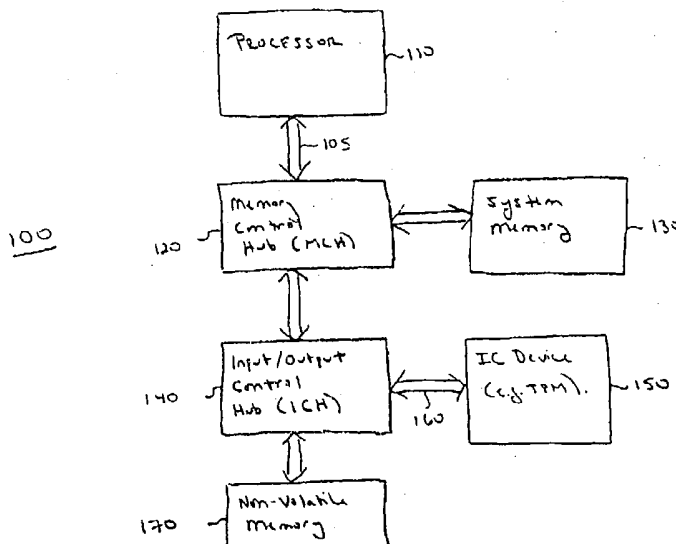 PROCESSOR
110
105
Memory
Control
Hub (MCH)
120
System
Memory
130
100
Input/Output
Control
Hub (ICH)
140
IC Device
(e.g. TPM).
150
160
Non-Volatile
Memory
170